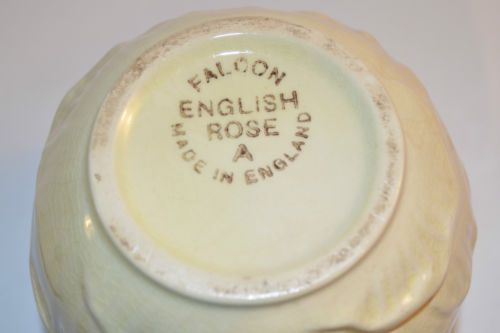 FALCON
ENGLISH
ROSE
A
MADE IN ENGLAND